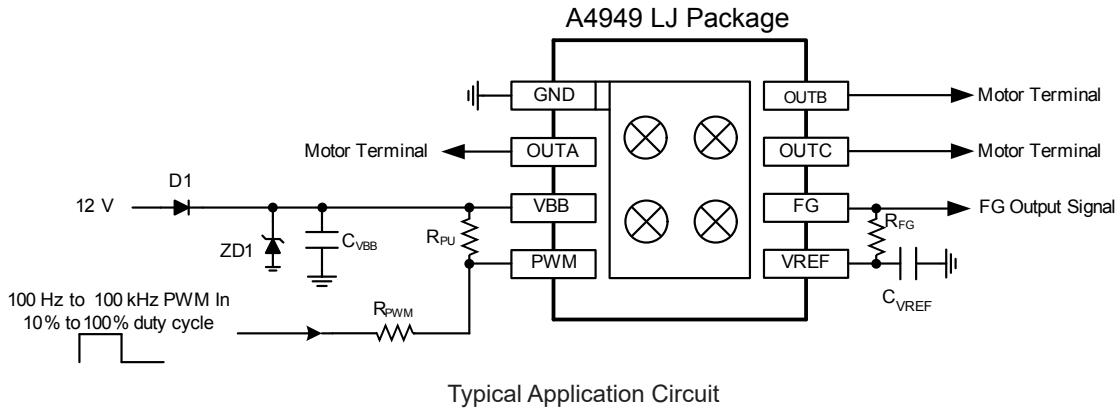 A4949 LJ Package
GND
OUTB
Motor Terminal
Motor Terminal
OUTA
OUTC
Motor Terminal
D1
12 V
VBB
FG
FG Output Signal
ZD1
CVBB
RPU
RFG
PWM
VREF
CVREF
100 Hz to 100 kHz PWM In
10% to 100% duty cycle
RPWM
Typical Application Circuit